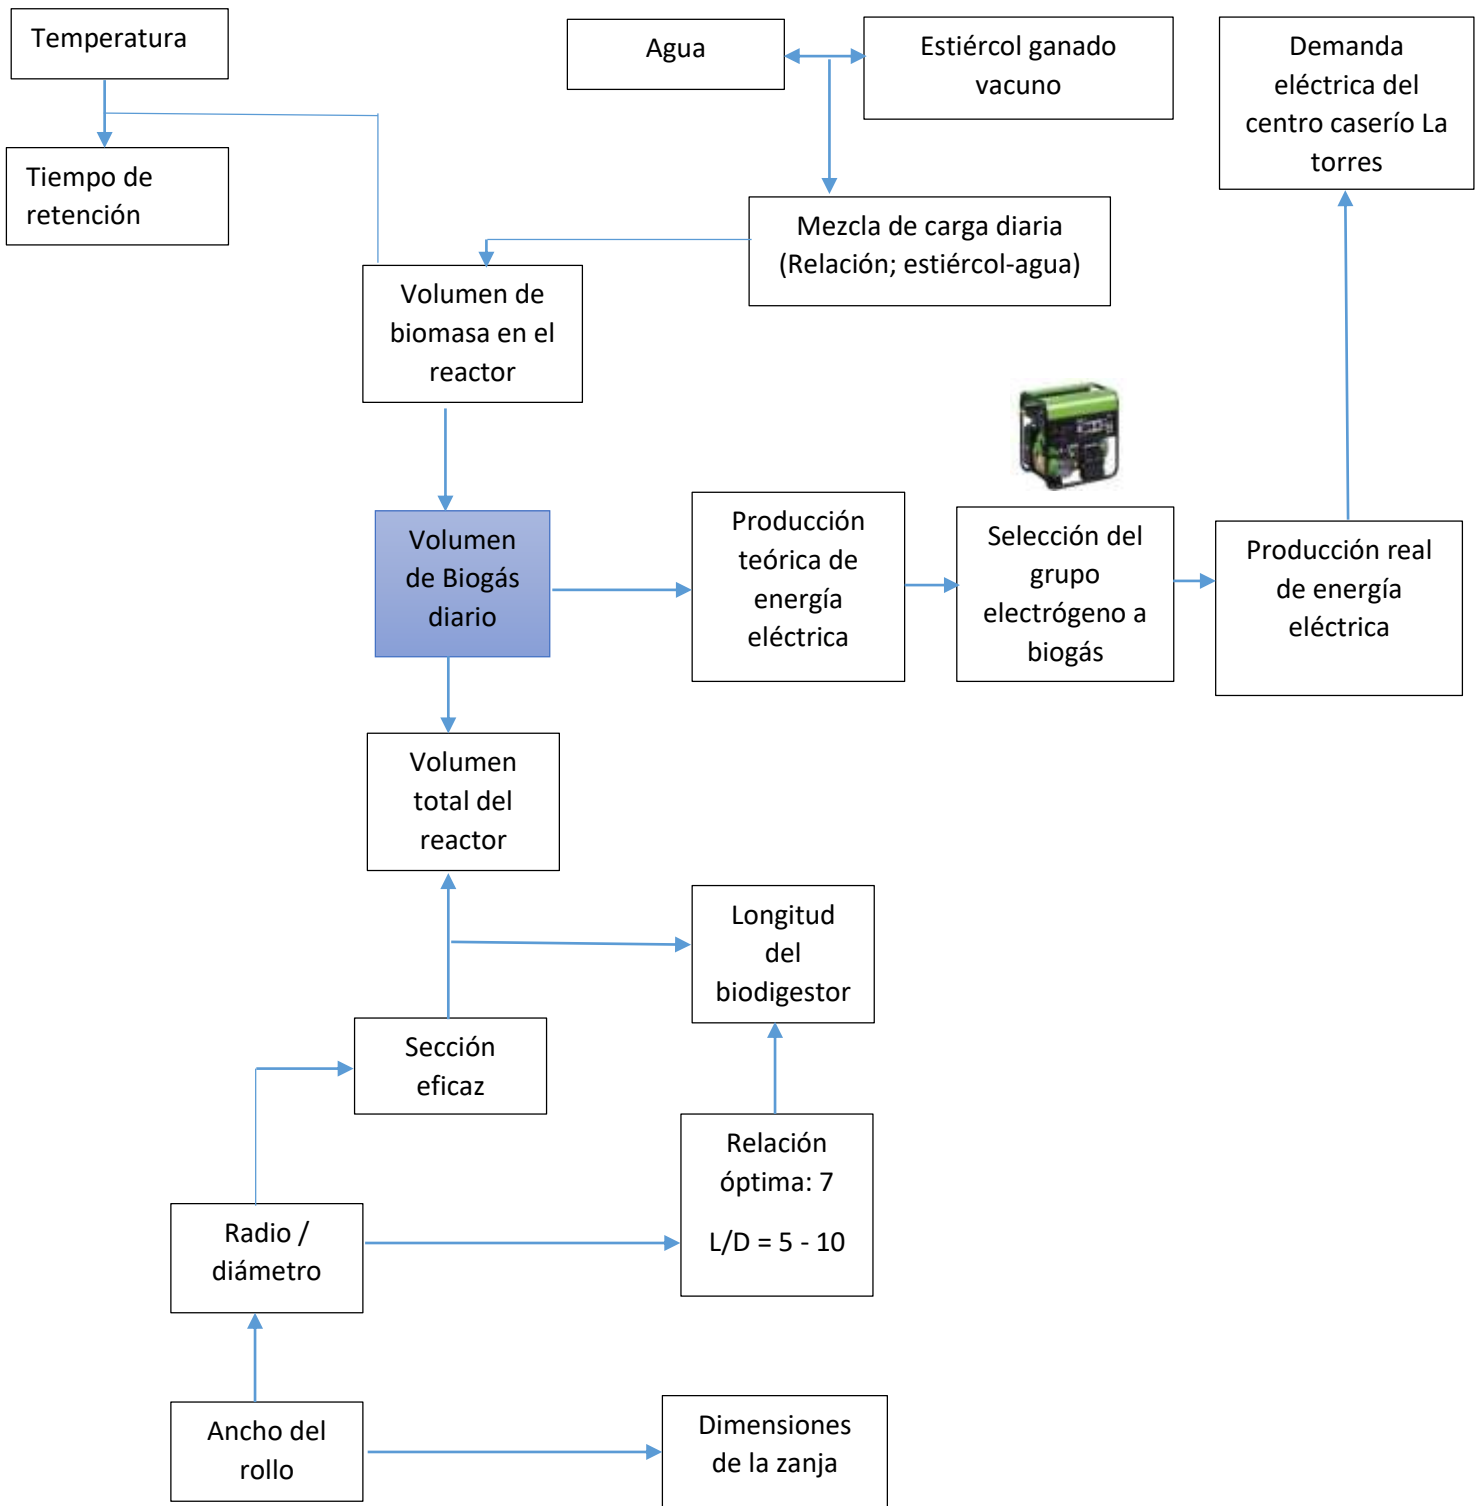 Temperatura
Agua
Estiércol ganado
vacuno
Demanda
eléctrica del
centro caserío La
torres
Tiempo de
retención
Mezcla de carga diaria
(Relación; estiércol-agua)
Volumen de
biomasa en el
reactor
Volumen
de Biogás
diario
Producción
teórica de
energía
eléctrica
Selección del
grupo
electrógeno a
biogás
Producción real
de energía
eléctrica
Volumen
total del
reactor
Longitud
del
biodigestor
Sección
eficaz
Relación
óptima: 7
L/D = 5 - 10
Radio /
diámetro
Ancho del
rollo
Dimensiones
de la zanja